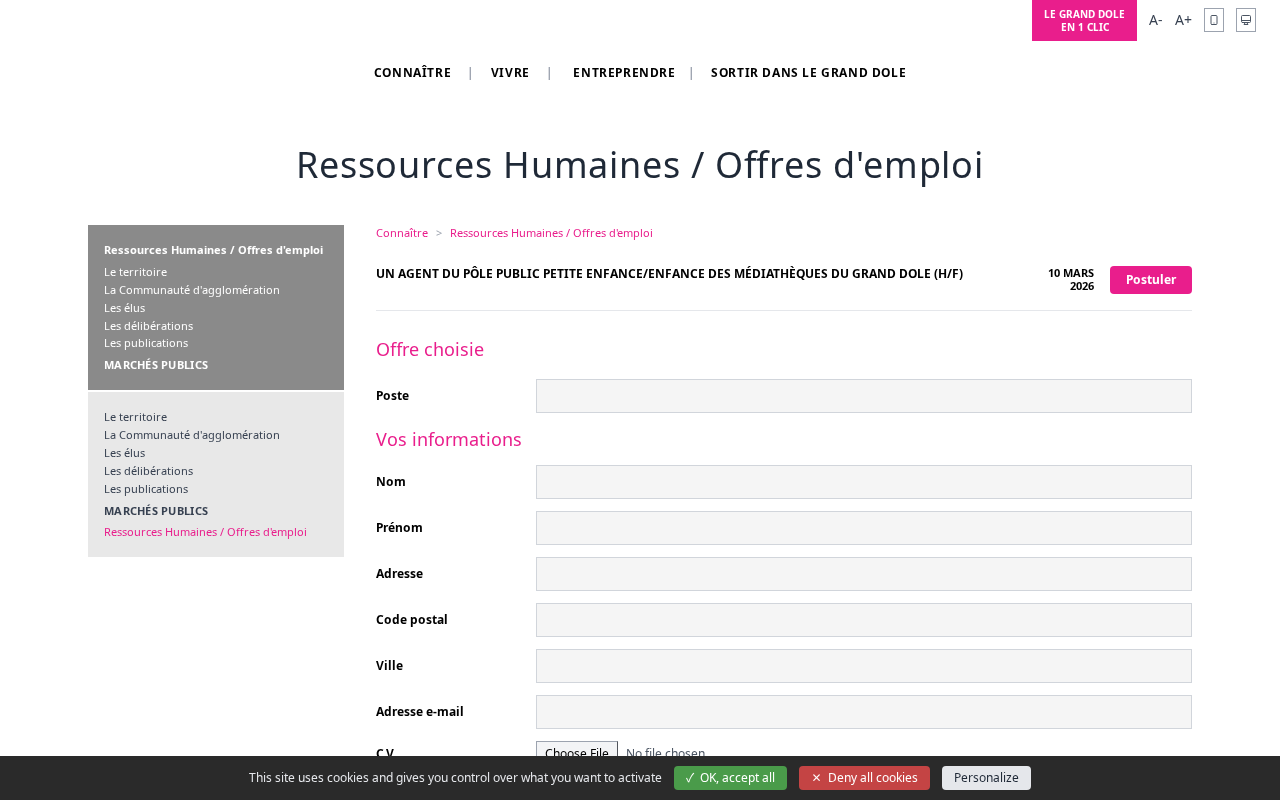 LE GRAND DOLE
EN 1 CLIC
A-
A+
CONNAÎTRE | VIVRE | ENTREPRENDRE | SORTIR DANS LE GRAND DOLE
Ressources Humaines / Offres d'emploi
Ressources Humaines / Offres d'emploi
Le territoire
La Communauté d'agglomération
Les élus
Les délibérations
Les publications
MARCHÉS PUBLICS
Le territoire
La Communauté d'agglomération
Les élus
Les délibérations
Les publications
MARCHÉS PUBLICS
Ressources Humaines / Offres d'emploi
Connaître > Ressources Humaines / Offres d'emploi
UN AGENT DU PÔLE PUBLIC PETITE ENFANCE/ENFANCE DES MÉDIATHÈQUES DU GRAND DOLE (H/F)
10 MARS
2026
Postuler
Offre choisie
Poste
Vos informations
Nom
Prénom
Adresse
Code postal
Ville
Adresse e-mail
C.V
Choose File No file chosen
This site uses cookies and gives you control over what you want to activate
✓ OK, accept all
✕ Deny all cookies
Personalize